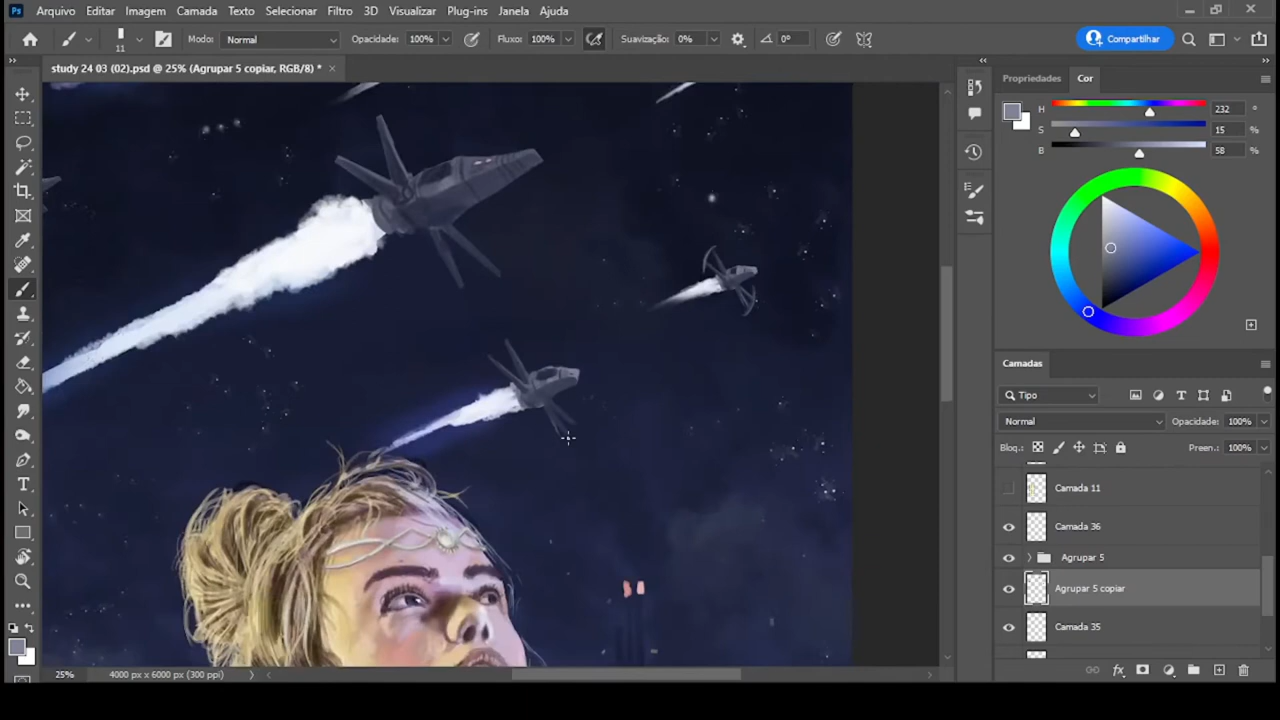 Ps Arquivo Editar Imagem Camada Texto Selecionar Filtro 3D Visualizar Plug-ins Janela Ajuda
11 Modo: Normal Opacidade: 100% Fluxo: 100% Suavização: 0% 0° Compartilhar
study 24 03 (02).psd @ 25% (Agrupar 5 copiar, RGB/8) * ×
Propriedades Cor
H 232 °
S 15 %
B 58 %
Camadas
Tipo
Normal Opacidade: 100%
Bloq.: Preen.: 100%
Camada 11
Camada 36
Agrupar 5
Agrupar 5 copiar
Camada 35
25% 4000 px x 6000 px (300 ppi)
fx